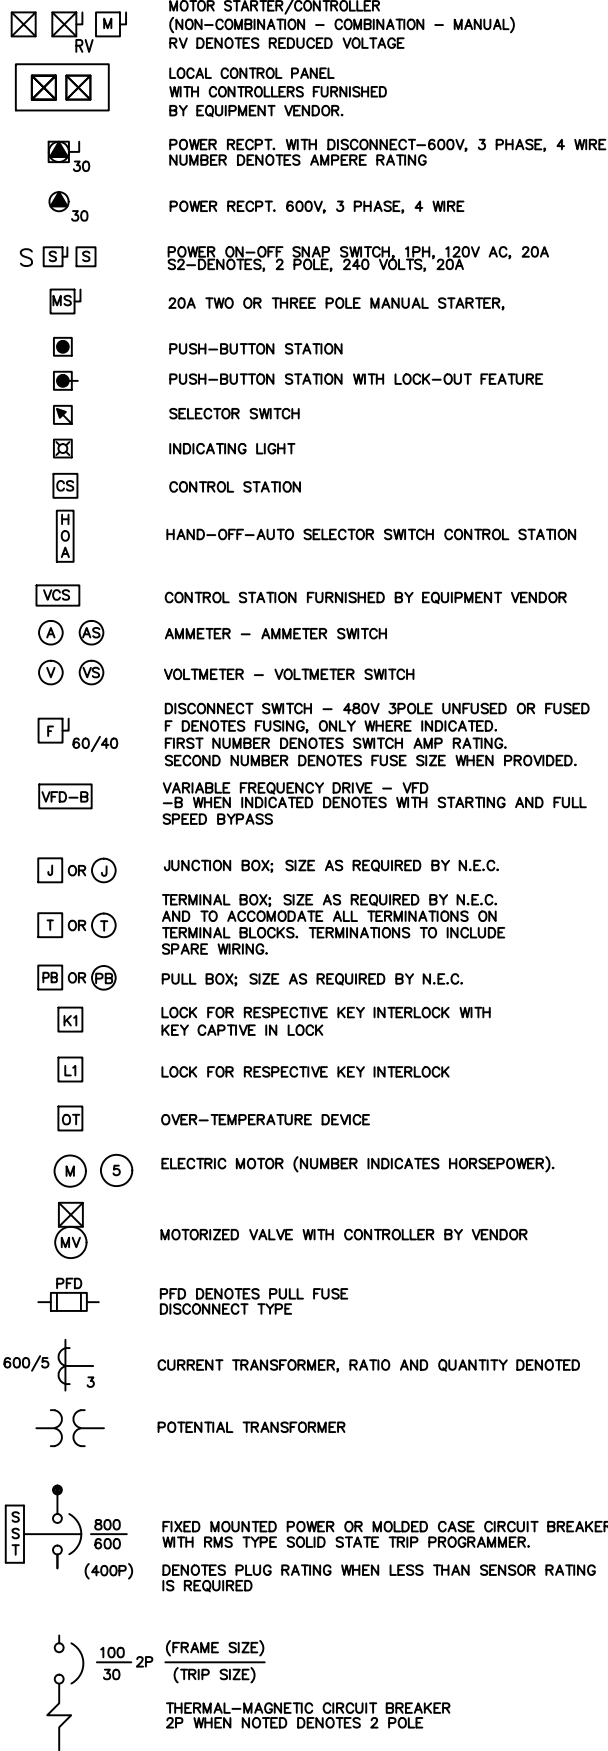 MOTOR STARTER/CONTROLLER
M (NON-COMBINATION - COMBINATION - MANUAL)
RV RV DENOTES REDUCED VOLTAGE
LOCAL CONTROL PANEL
WITH CONTROLLERS FURNISHED
BY EQUIPMENT VENDOR.
POWER RECPT. WITH DISCONNECT-600V, 3 PHASE, 4 WIRE
30 NUMBER DENOTES AMPERE RATING
30 POWER RECPT. 600V, 3 PHASE, 4 WIRE
S S S POWER ON-OFF SNAP SWITCH, 1PH, 120V AC, 20A
S2-DENOTES, 2 POLE, 240 VOLTS, 20A
MS 20A TWO OR THREE POLE MANUAL STARTER,
PUSH-BUTTON STATION
PUSH-BUTTON STATION WITH LOCK-OUT FEATURE
SELECTOR SWITCH
INDICATING LIGHT
CS CONTROL STATION
H
O HAND-OFF-AUTO SELECTOR SWITCH CONTROL STATION
A
VCS CONTROL STATION FURNISHED BY EQUIPMENT VENDOR
A AS AMMETER - AMMETER SWITCH
V VS VOLTMETER - VOLTMETER SWITCH
DISCONNECT SWITCH - 480V 3POLE UNFUSED OR FUSED
F F DENOTES FUSING, ONLY WHERE INDICATED.
60/40 FIRST NUMBER DENOTES SWITCH AMP RATING.
SECOND NUMBER DENOTES FUSE SIZE WHEN PROVIDED.
VFD-B VARIABLE FREQUENCY DRIVE - VFD
-B WHEN INDICATED DENOTES WITH STARTING AND FULL
SPEED BYPASS
J OR J JUNCTION BOX; SIZE AS REQUIRED BY N.E.C.
TERMINAL BOX; SIZE AS REQUIRED BY N.E.C.
T OR T AND TO ACCOMODATE ALL TERMINATIONS ON
TERMINAL BLOCKS. TERMINATIONS TO INCLUDE
SPARE WIRING.
PB OR PB PULL BOX; SIZE AS REQUIRED BY N.E.C.
K1 LOCK FOR RESPECTIVE KEY INTERLOCK WITH
KEY CAPTIVE IN LOCK
L1 LOCK FOR RESPECTIVE KEY INTERLOCK
OT OVER-TEMPERATURE DEVICE
M 5 ELECTRIC MOTOR (NUMBER INDICATES HORSEPOWER).
MV MOTORIZED VALVE WITH CONTROLLER BY VENDOR
PFD PFD DENOTES PULL FUSE
DISCONNECT TYPE
600/5 3 CURRENT TRANSFORMER, RATIO AND QUANTITY DENOTED
POTENTIAL TRANSFORMER
S 800 FIXED MOUNTED POWER OR MOLDED CASE CIRCUIT BREAKER
S 600 WITH RMS TYPE SOLID STATE TRIP PROGRAMMER.
T (400P) DENOTES PLUG RATING WHEN LESS THAN SENSOR RATING
IS REQUIRED
100 2P (FRAME SIZE)
30 (TRIP SIZE)
THERMAL-MAGNETIC CIRCUIT BREAKER
2P WHEN NOTED DENOTES 2 POLE